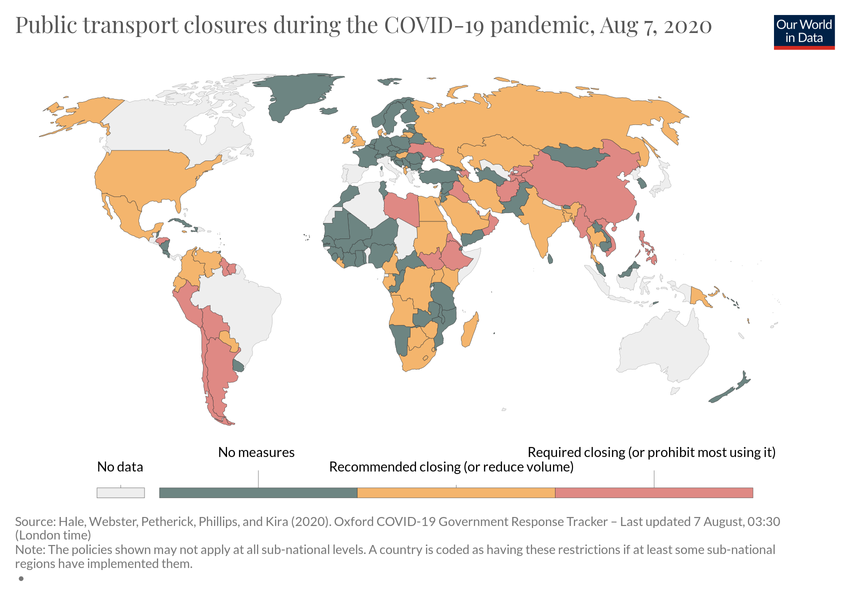 Public transport closures during the COVID-19 pandemic, Aug 7, 2020
Our World
in Data
No data
No measures
Recommended closing (or reduce volume)
Required closing (or prohibit most using it)
Source: Hale, Webster, Petherick, Phillips, and Kira (2020). Oxford COVID-19 Government Response Tracker – Last updated 7 August, 03:30
(London time)
Note: The policies shown may not apply at all sub-national levels. A country is coded as having these restrictions if at least some sub-national
regions have implemented them.